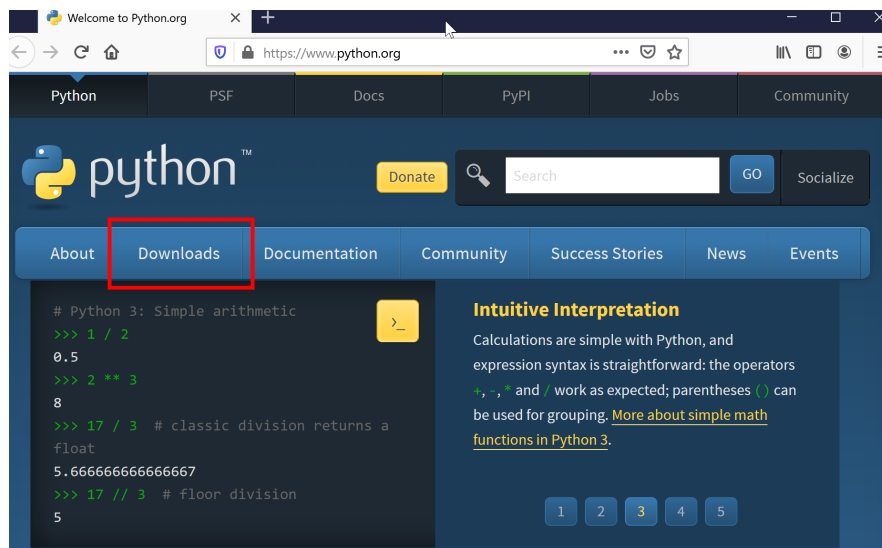 Welcome to Python.org
https://www.python.org
Python PSF Docs PyPI Jobs Community
python™
Donate
Search
GO
Socialize
About Downloads Documentation Community Success Stories News Events
# Python 3: Simple arithmetic
>>> 1 / 2
0.5
>>> 2 ** 3
8
>>> 17 / 3  # classic division returns a
float
5.666666666666667
>>> 17 // 3  # floor division
5
>_
Intuitive Interpretation
Calculations are simple with Python, and
expression syntax is straightforward: the operators
+, -, * and / work as expected; parentheses () can
be used for grouping. More about simple math
functions in Python 3.
1 2 3 4 5